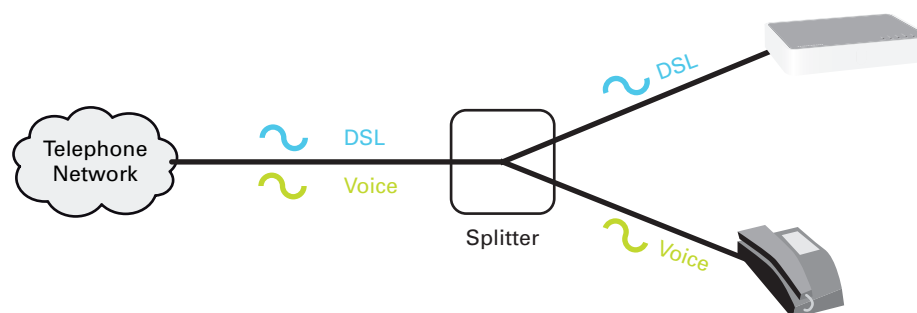 Telephone
Network
DSL
Voice
Splitter
DSL
Voice